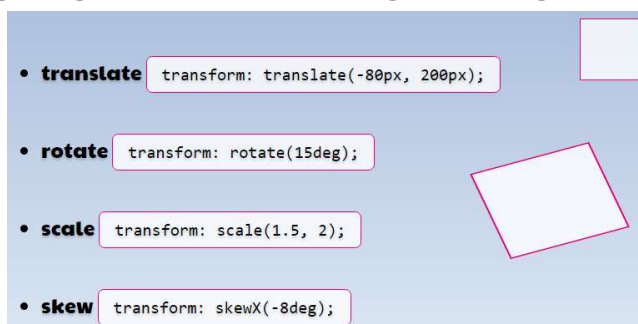 • translate transform: translate(-80px, 200px);
• rotate transform: rotate(15deg);
• scale transform: scale(1.5, 2);
• skew transform: skewX(-8deg);